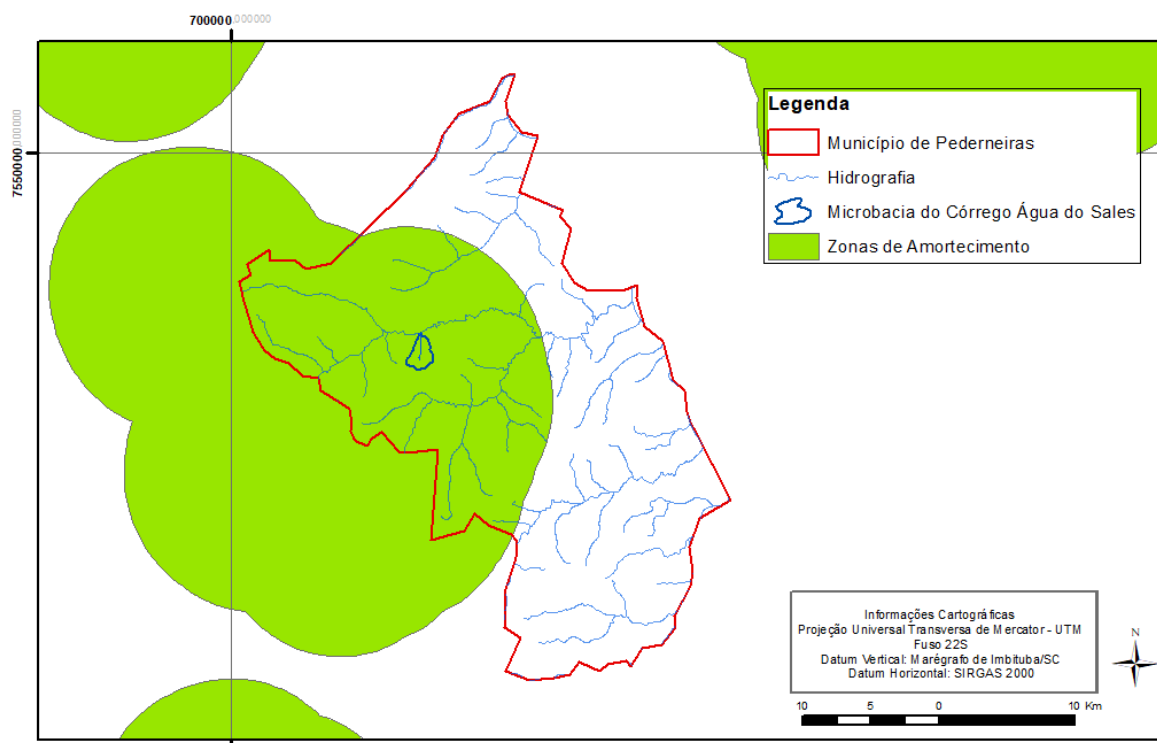 700000,000000
7550000,000000
Legenda
Município de Pederneiras
Hidrografia
Microbacia do Córrego Água do Sales
Zonas de Amortecimento
Informações Cartográficas
Projeção Universal Transversa de Mercator - UTM
Fuso 22S
Datum Vertical: Marégrafo de Imbituba/SC
Datum Horizontal: SIRGAS 2000
N
10 5 0 10 Km